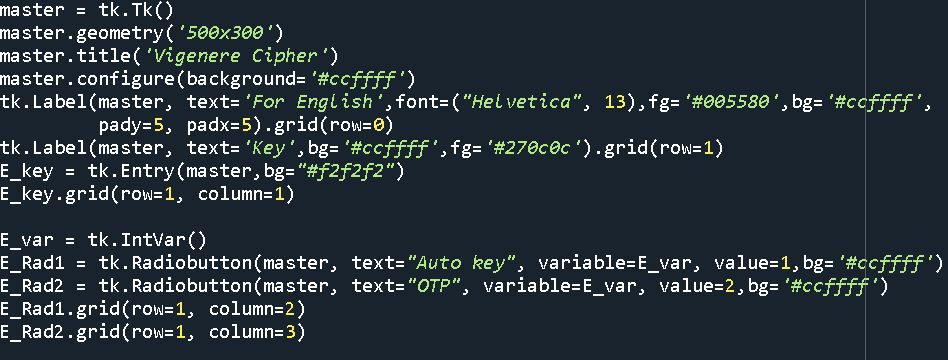 master = tk.Tk()
master.geometry('500x300')
master.title('Vigenere Cipher')
master.configure(background='#ccffff')
tk.Label(master, text='For English',font=("Helvetica", 13),fg='#005580',bg='#ccffff',
pady=5, padx=5).grid(row=0)
tk.Label(master, text='Key',bg='#ccffff',fg='#270c0c').grid(row=1)
E_key = tk.Entry(master,bg="#f2f2f2")
E_key.grid(row=1, column=1)
E_var = tk.IntVar()
E_Rad1 = tk.Radiobutton(master, text="Auto key", variable=E_var, value=1,bg='#ccffff')
E_Rad2 = tk.Radiobutton(master, text="OTP", variable=E_var, value=2,bg='#ccffff')
E_Rad1.grid(row=1, column=2)
E_Rad2.grid(row=1, column=3)